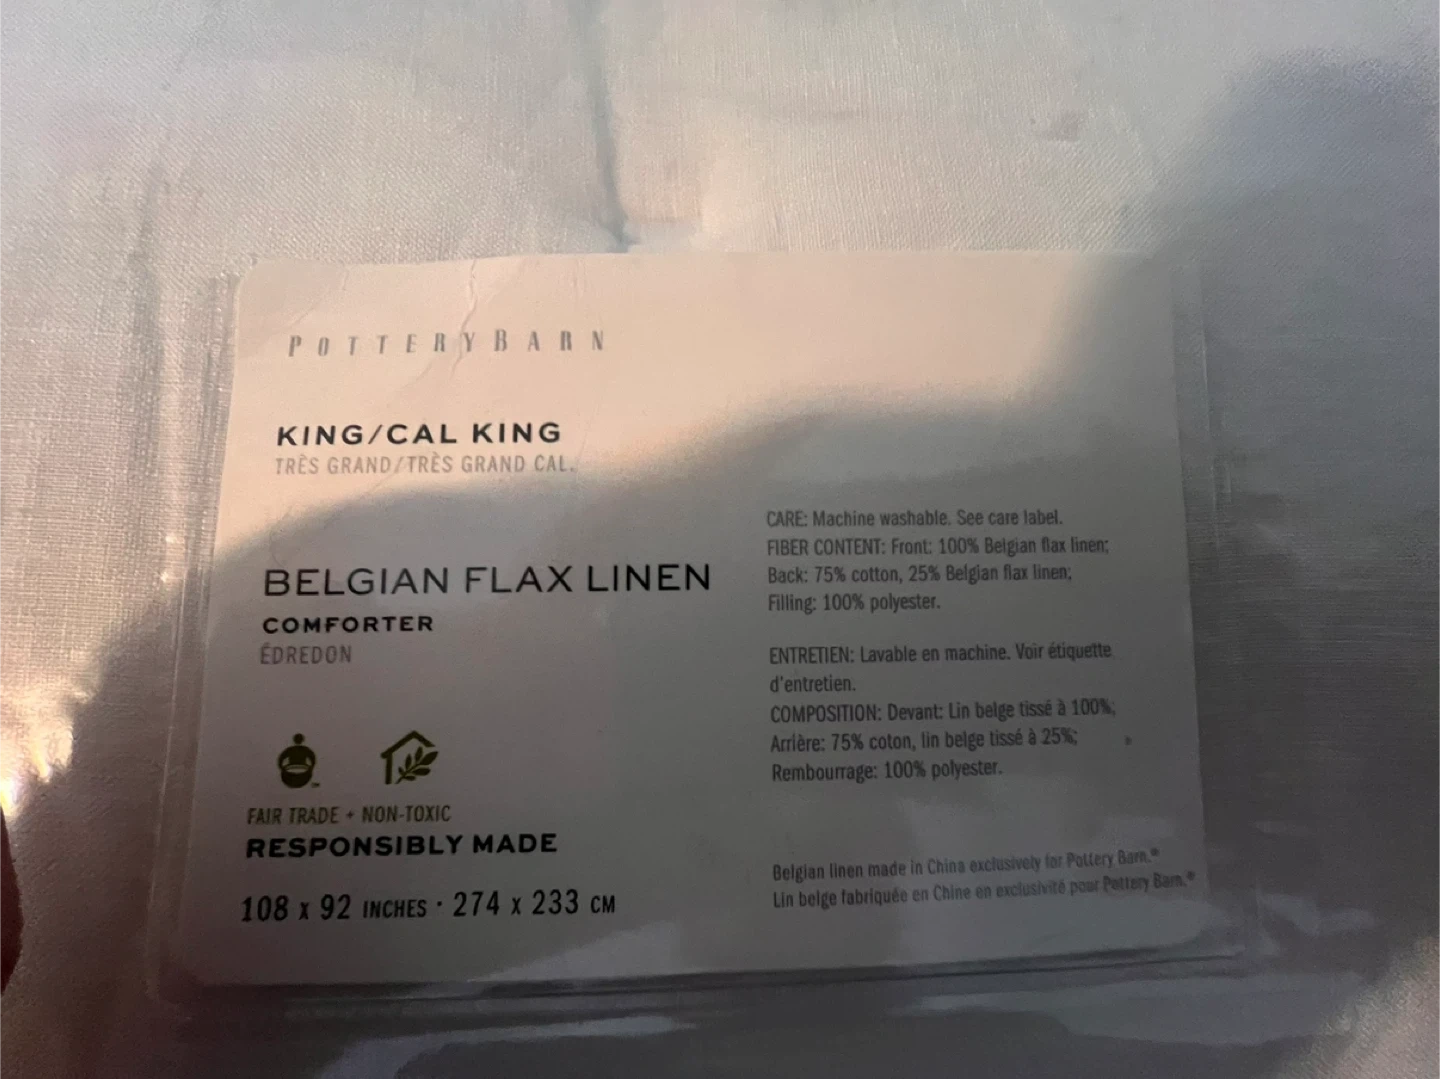 POTTERYBARN
KING/CAL KING
TRÈS GRAND/TRÈS GRAND CAL.
BELGIAN FLAX LINEN
COMFORTER
ÉDREDON
FAIR TRADE + NON-TOXIC
RESPONSIBLY MADE
108 x 92 INCHES · 274 x 233 CM
CARE: Machine washable. See care label.
FIBER CONTENT: Front: 100% Belgian flax linen;
Back: 75% cotton, 25% Belgian flax linen;
Filling: 100% polyester.
ENTRETIEN: Lavable en machine. Voir étiquette
d'entretien.
COMPOSITION: Devant: Lin belge tissé à 100%;
Arrière: 75% coton, lin belge tissé à 25%;
Rembourrage: 100% polyester.
Belgian linen made in China exclusively for Pottery Barn.®
Lin belge fabriquée en Chine en exclusivité pour Pottery Barn.®